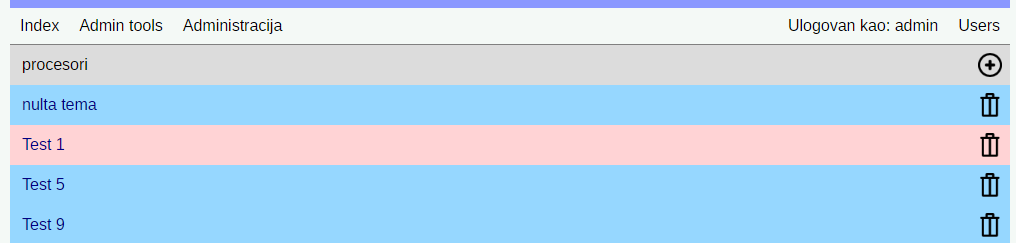 Index Admin tools Administracija Ulogovan kao: admin Users
procesori
nulta tema
Test 1
Test 5
Test 9